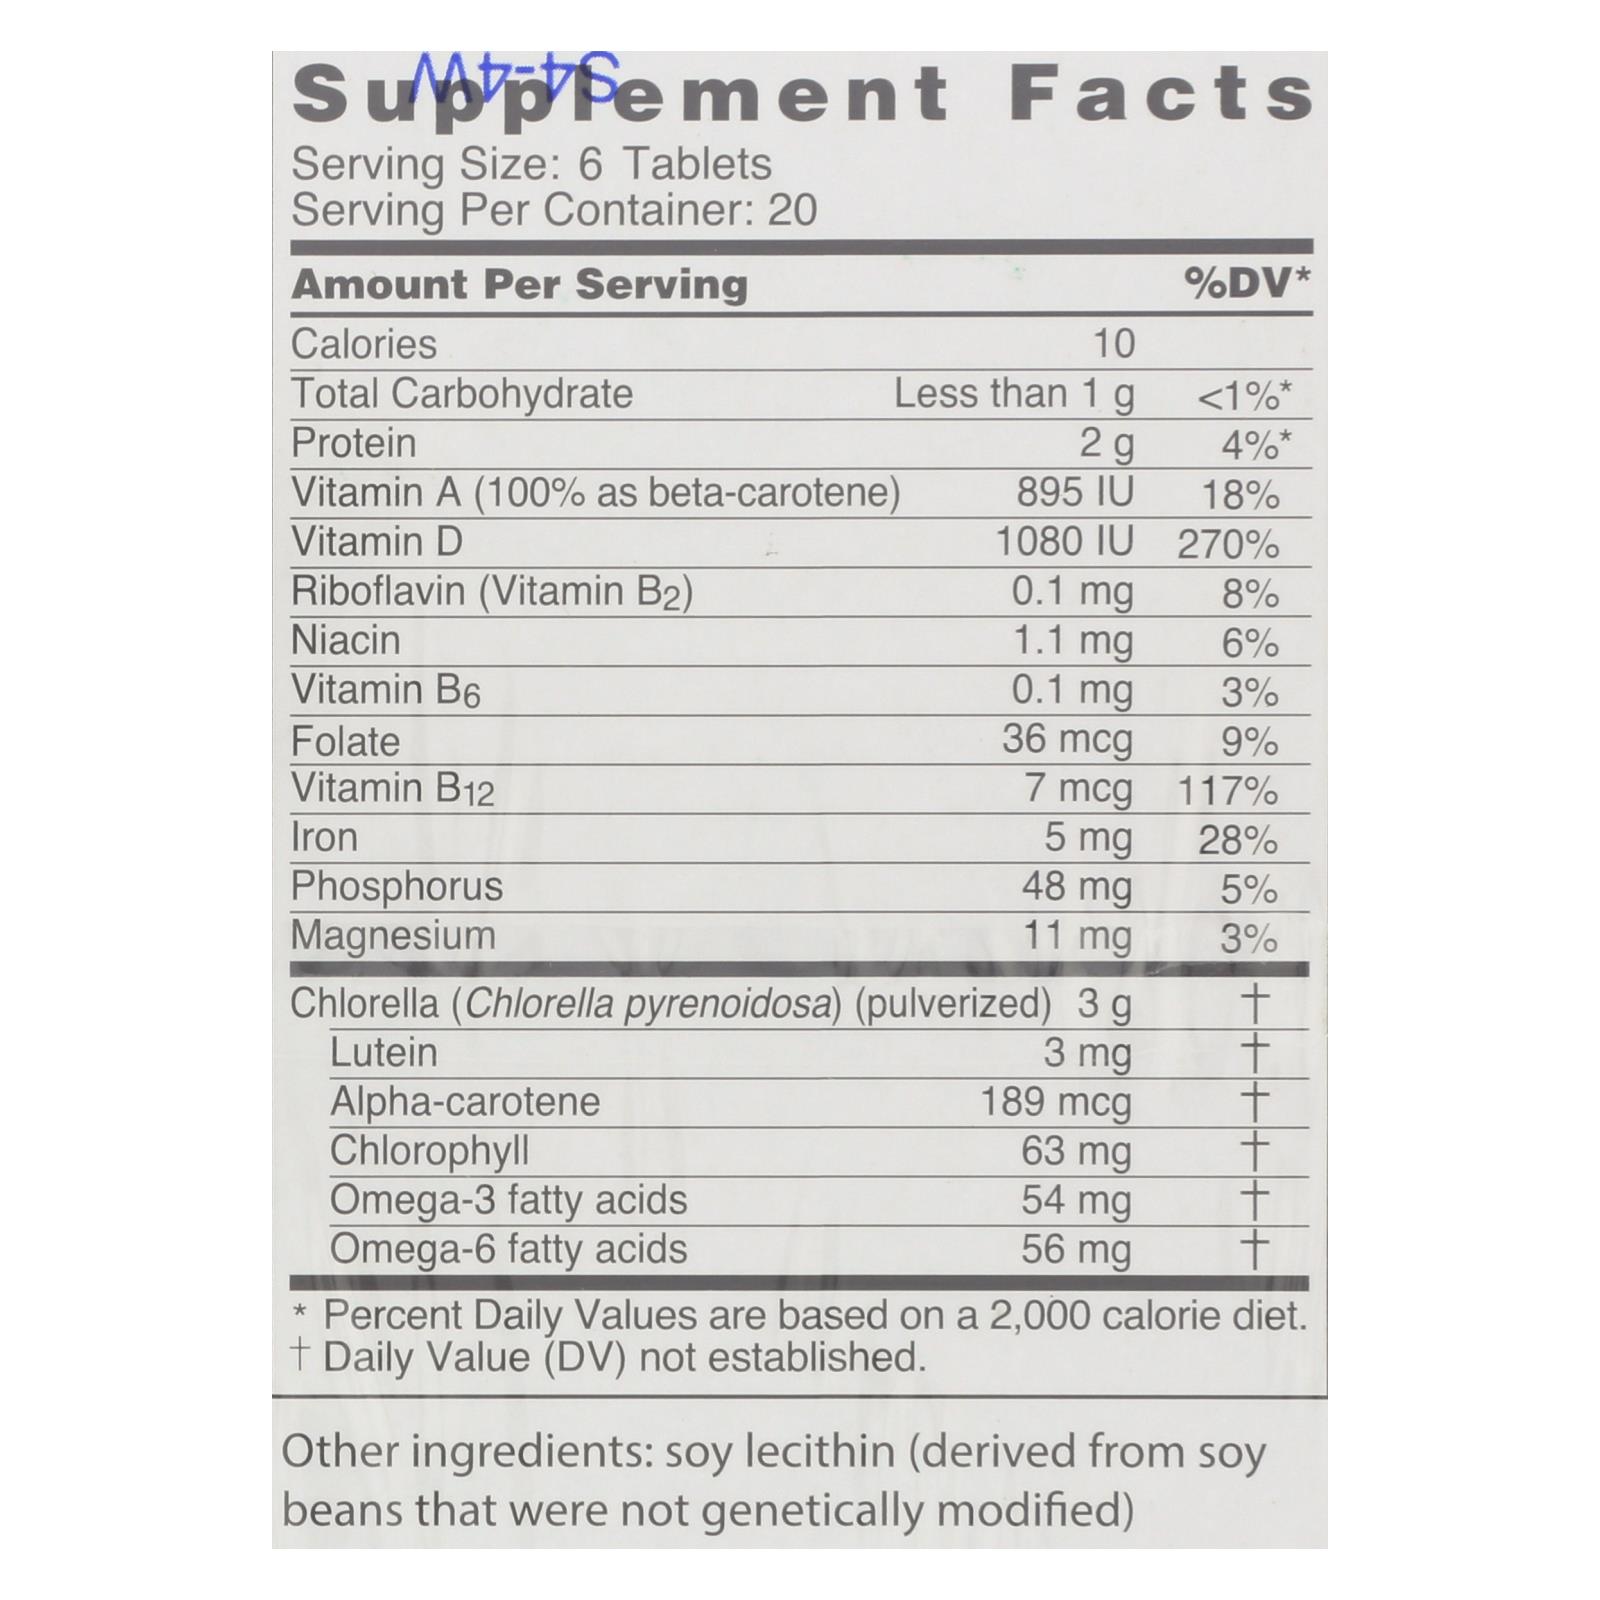 S4-4W
Supplement Facts
Serving Size: 6 Tablets
Serving Per Container: 20
Amount Per Serving %DV*
Calories 10
Total Carbohydrate Less than 1 g <1%*
Protein 2 g 4%*
Vitamin A (100% as beta-carotene) 895 IU 18%
Vitamin D 1080 IU 270%
Riboflavin (Vitamin B2) 0.1 mg 8%
Niacin 1.1 mg 6%
Vitamin B6 0.1 mg 3%
Folate 36 mcg 9%
Vitamin B12 7 mcg 117%
Iron 5 mg 28%
Phosphorus 48 mg 5%
Magnesium 11 mg 3%
Chlorella (Chlorella pyrenoidosa) (pulverized) 3 g †
Lutein 3 mg †
Alpha-carotene 189 mcg †
Chlorophyll 63 mg †
Omega-3 fatty acids 54 mg †
Omega-6 fatty acids 56 mg †
* Percent Daily Values are based on a 2,000 calorie diet.
† Daily Value (DV) not established.
Other ingredients: soy lecithin (derived from soy
beans that were not genetically modified)